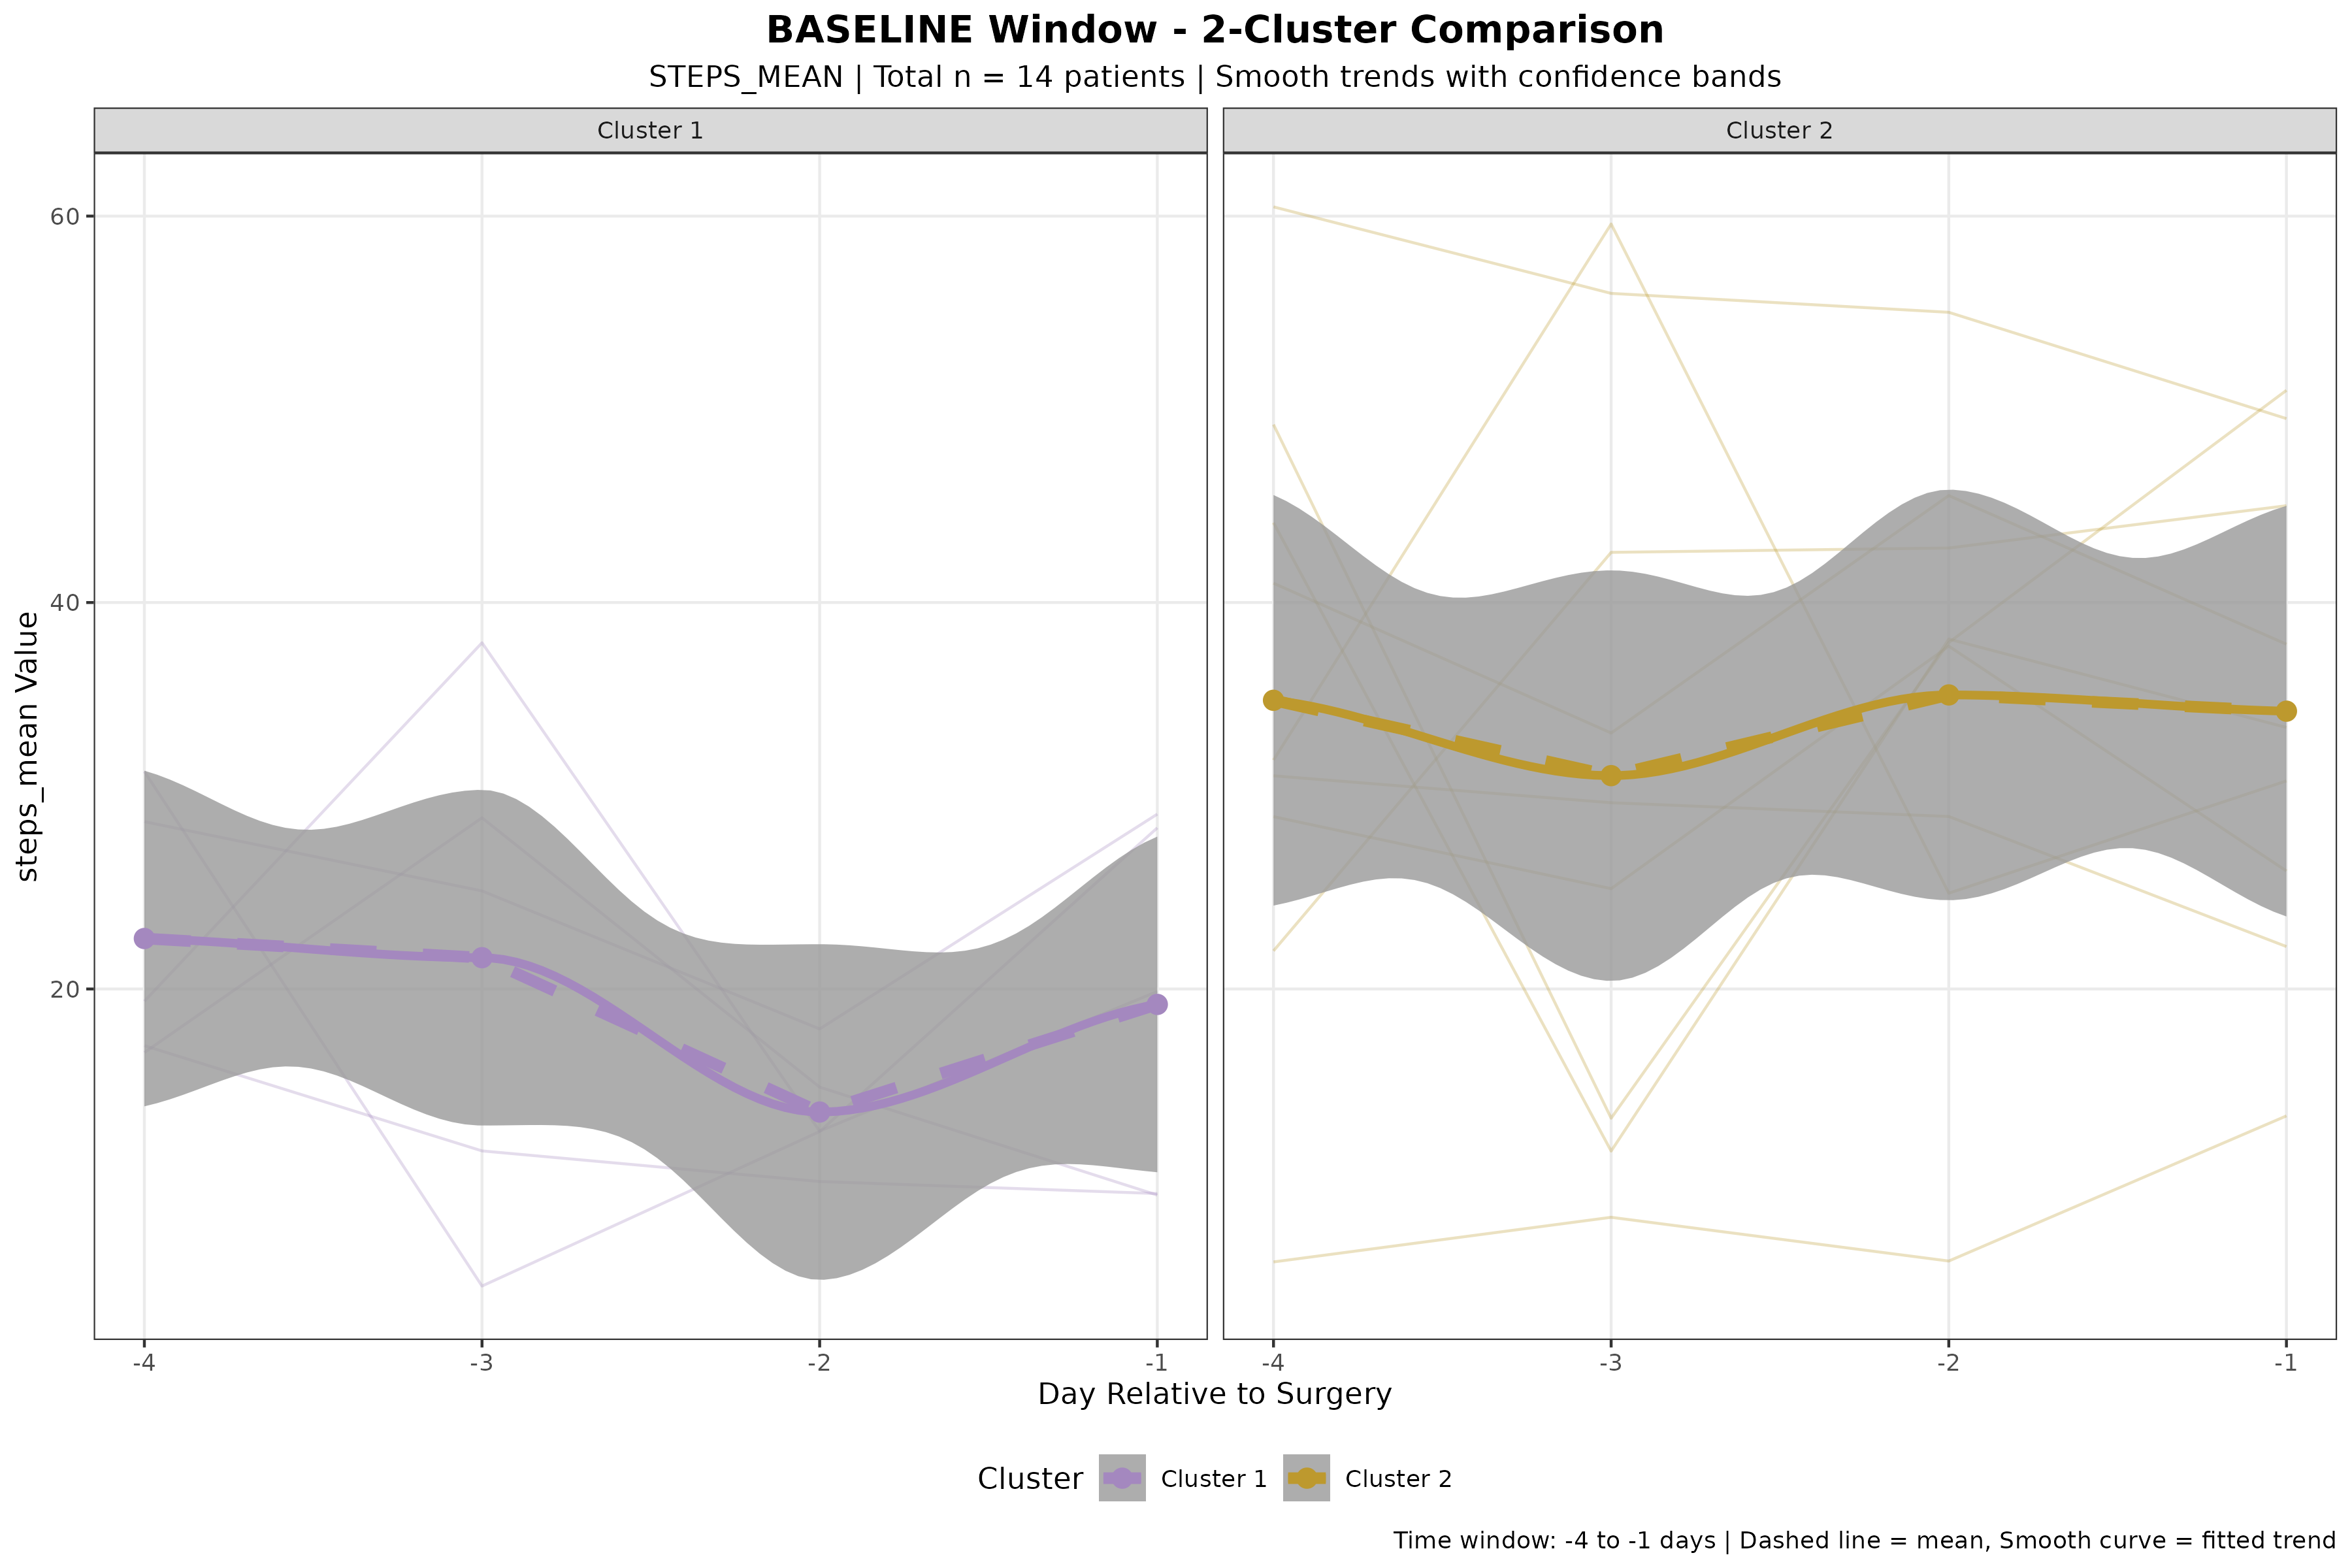 BASELINE Window - 2-Cluster Comparison
STEPS_MEAN | Total n = 14 patients | Smooth trends with confidence bands
Cluster 1
Cluster 2
60
40
20
steps_mean Value
-4
-3
-2
-1
-4
-3
-2
-1
Day Relative to Surgery
Cluster
Cluster 1
Cluster 2
Time window: -4 to -1 days | Dashed line = mean, Smooth curve = fitted trend